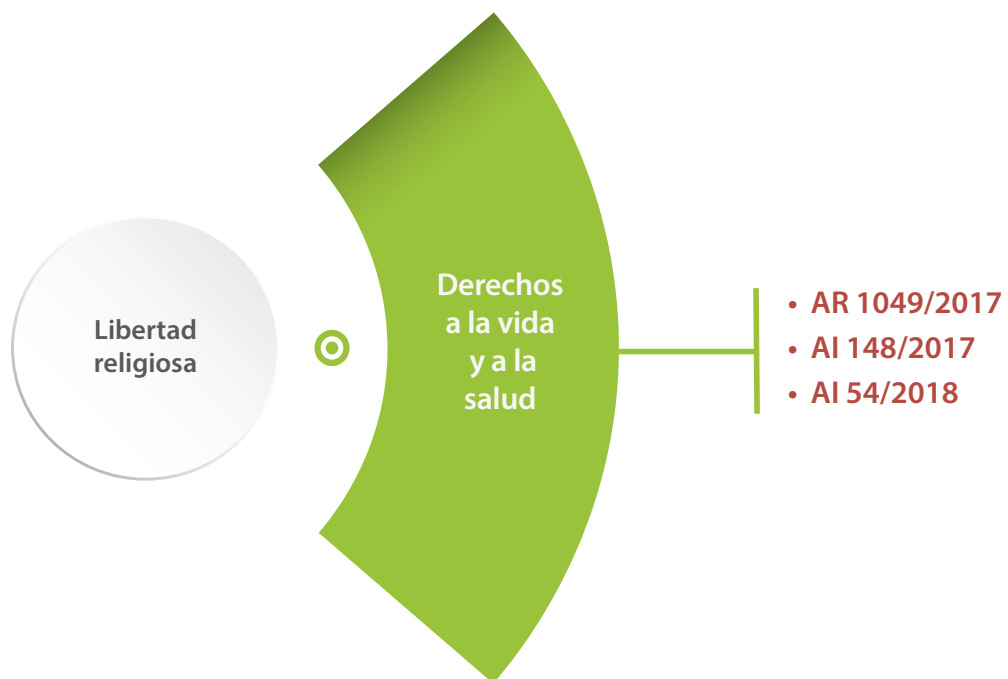 Libertad
religiosa
Derechos
a la vida
y a la
salud
• AR 1049/2017
• AI 148/2017
• AI 54/2018